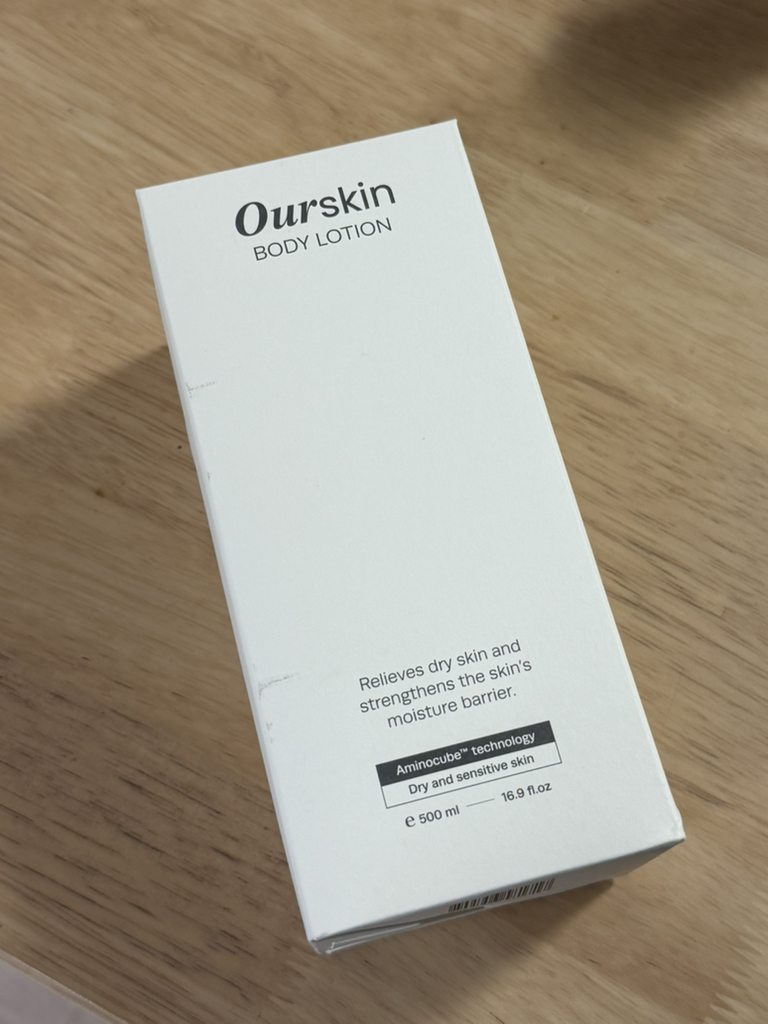 Ourskin
BODY LOTION
Relieves dry skin and
strengthens the skin's
moisture barrier.
Aminocube™ technology
Dry and sensitive skin
℮ 500 ml — 16.9 fl.oz